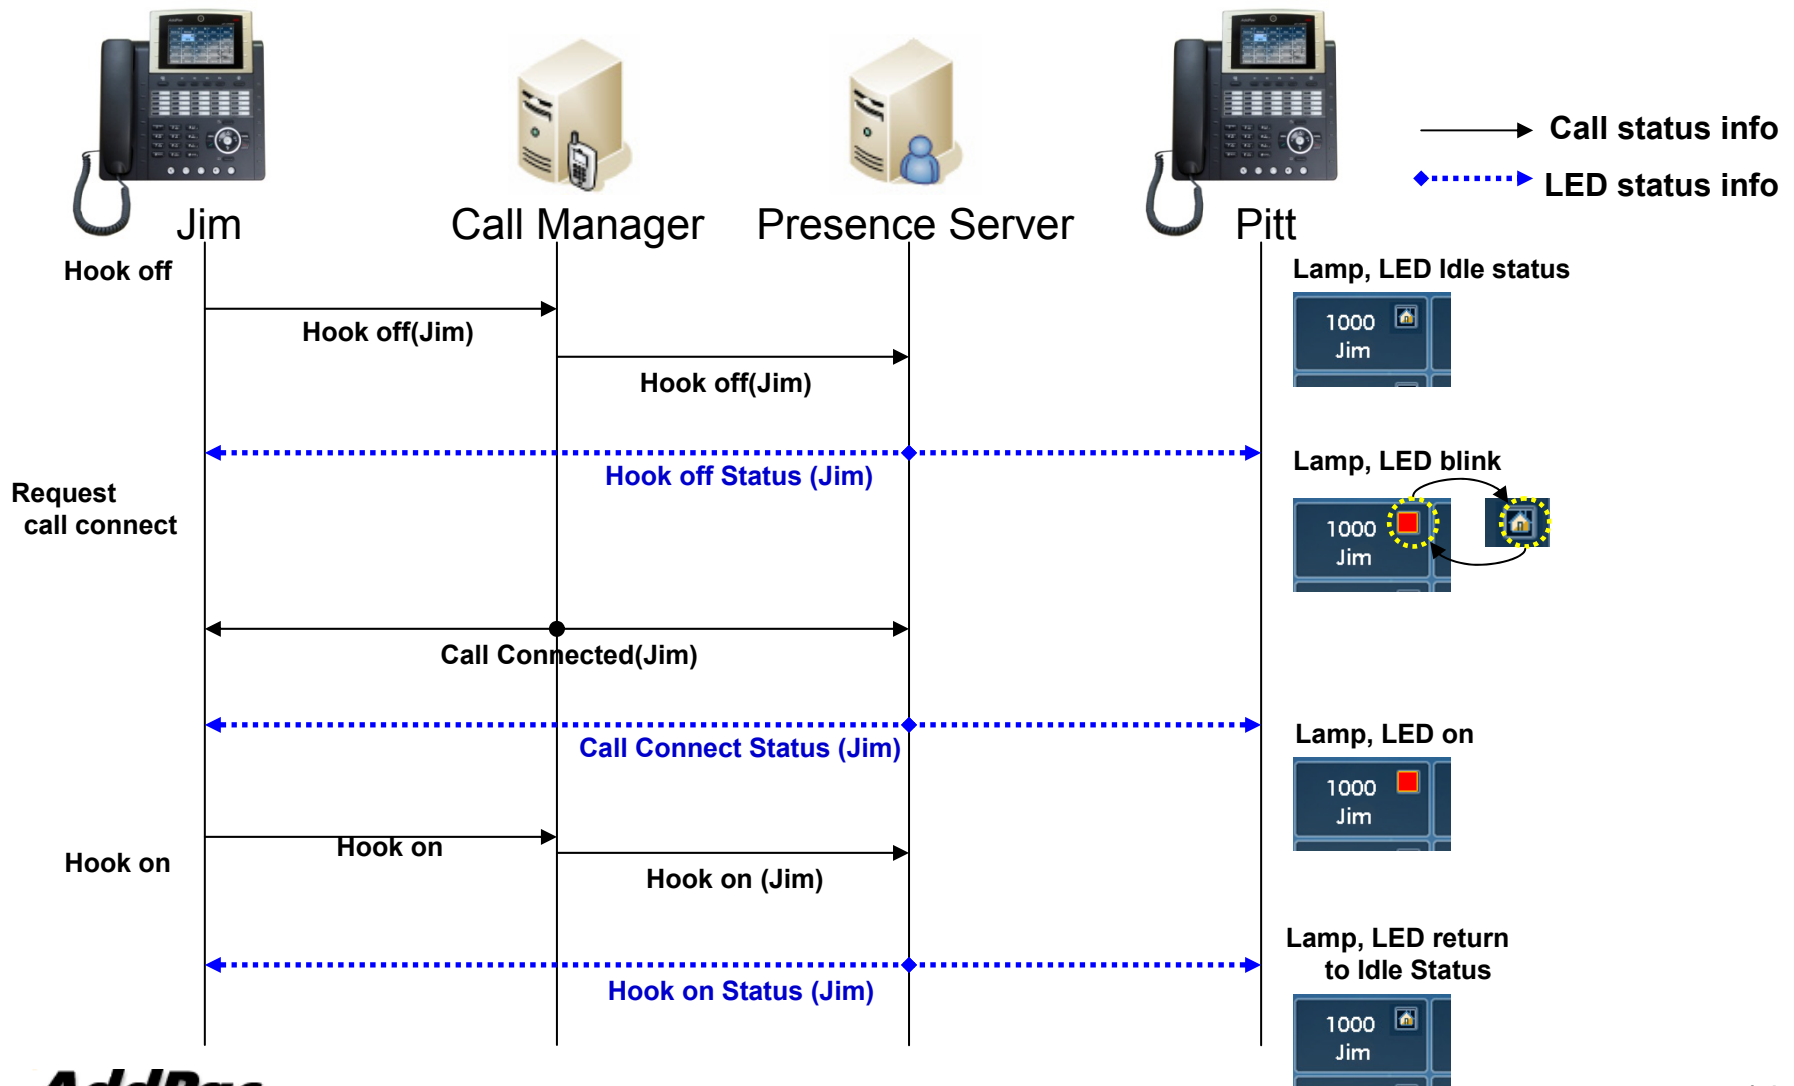 Call status info
LED status info
Jim
Call Manager
Presence Server
Pitt
Hook off
Lamp, LED Idle status
1000
Jim
Hook off(Jim)
Hook off(Jim)
Hook off Status (Jim)
Lamp, LED blink
Request
call connect
1000
Jim
Call Connected(Jim)
Call Connect Status (Jim)
Lamp, LED on
1000
Jim
Hook on
Hook on
Hook on (Jim)
Lamp, LED return
to Idle Status
Hook on Status (Jim)
1000
Jim
AddPac